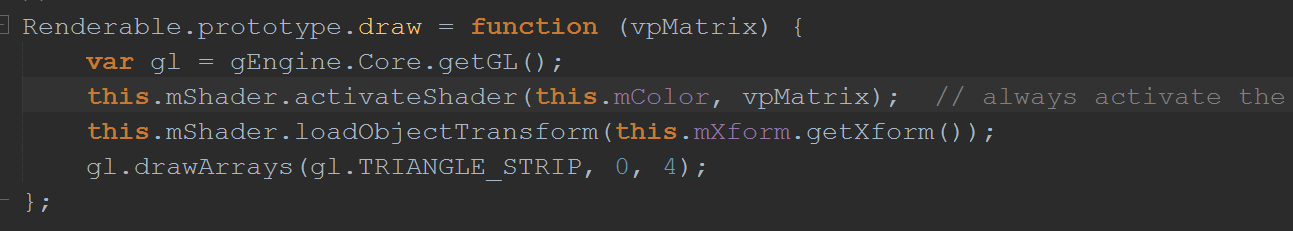 Renderable.prototype.draw = function (vpMatrix) {
    var gl = gEngine.Core.getGL();
    this.mShader.activateShader(this.mColor, vpMatrix);  // always activate the
    this.mShader.loadObjectTransform(this.mXform.getXform());
    gl.drawArrays(gl.TRIANGLE_STRIP, 0, 4);
};